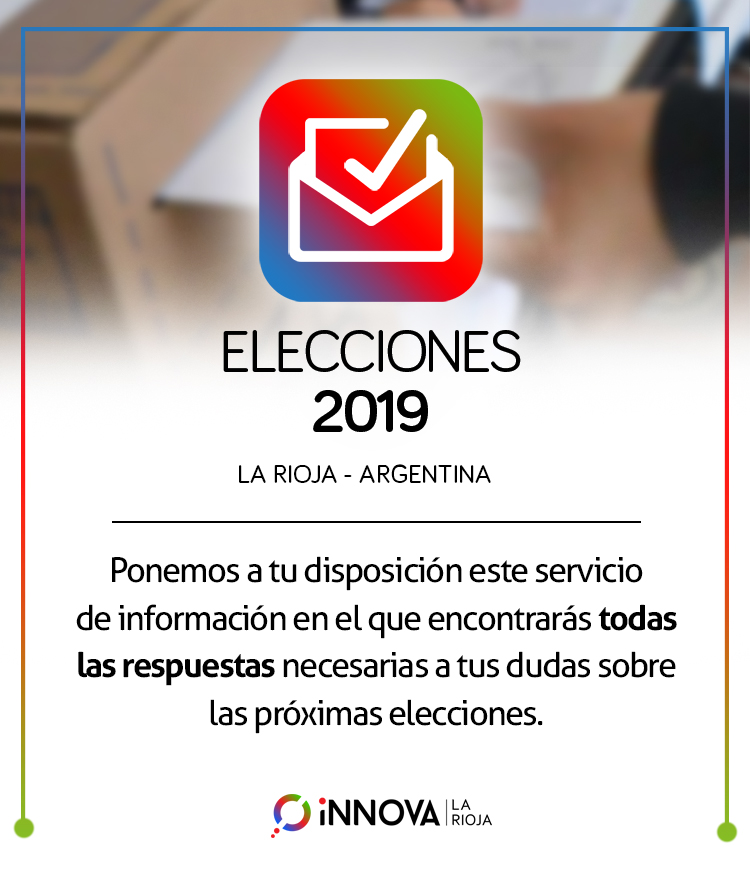 ELECCIONES
2019
LA RIOJA - ARGENTINA
Ponemos a tu disposición este servicio
de información en el que encontrarás todas
las respuestas necesarias a tus dudas sobre
las próximas elecciones.
iNNOVA LA
RIOJA